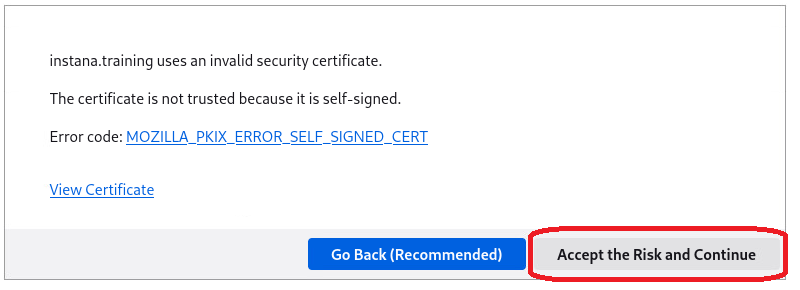 instana.training uses an invalid security certificate.
The certificate is not trusted because it is self-signed.
Error code: MOZILLA_PKIX_ERROR_SELF_SIGNED_CERT
View Certificate
Go Back (Recommended)
Accept the Risk and Continue